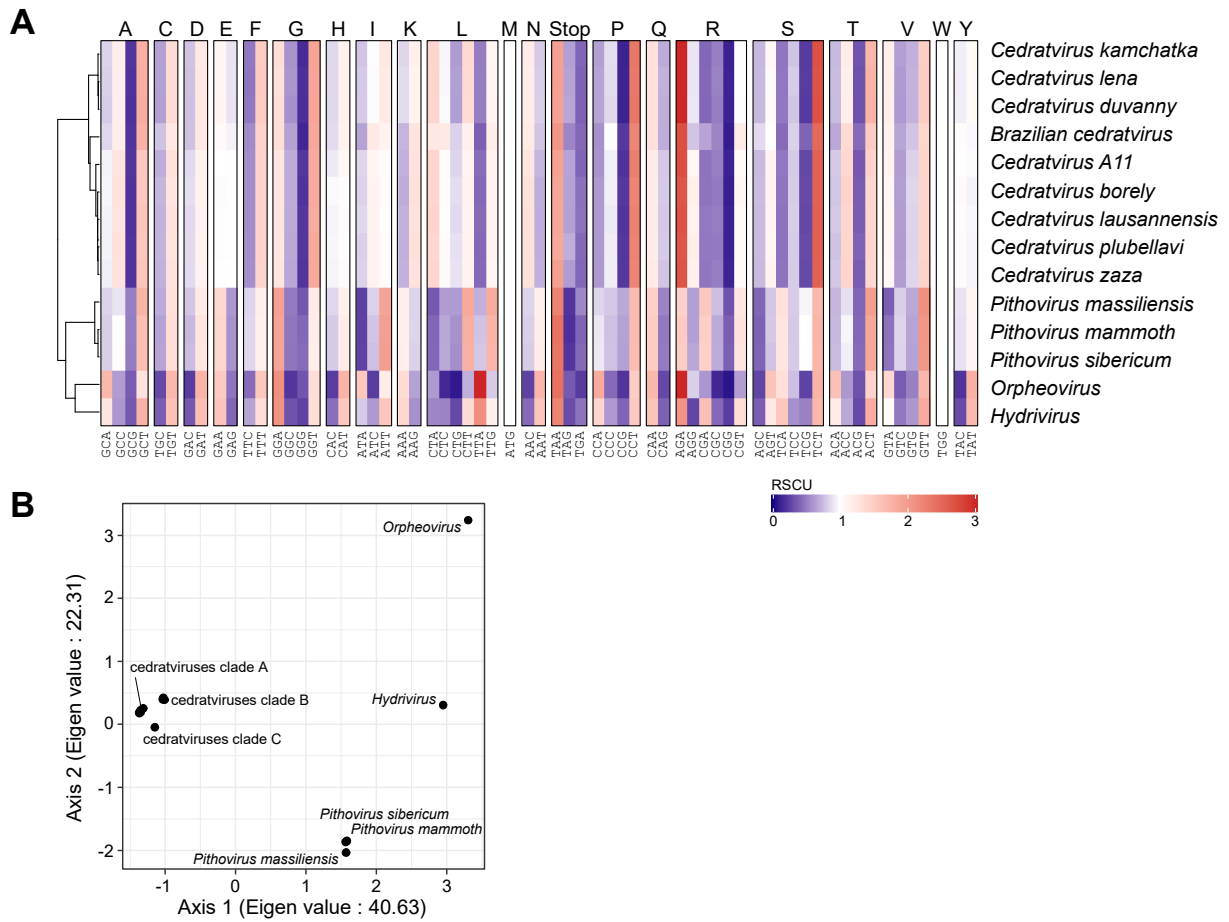 A
A C D E F G H I K L M N Stop P Q R S T V W Y
Cedratvirus kamchatka
Cedratvirus lena
Cedratvirus duvanny
Brazilian cedratvirus
Cedratvirus A11
Cedratvirus borely
Cedratvirus lausannensis
Cedratvirus plubellavi
Cedratvirus zaza
Pithovirus massiliensis
Pithovirus mammoth
Pithovirus sibericum
Orpheovirus
Hydrivirus
GCA GCC GCG GCT TGC TGT GAC GAT GAA GAG TTC TTT GGA GGC GGG GGT CAC CAT ATA ATC ATT AAA AAG CTA CTC CTG CTT TTA TTG ATG AAC AAT TAA TAG TGA CCA CCC CCG CCT CAA CAG AGA AGG CGA CGC CGG CGT AGC AGT TCA TCC TCG TCT ACA ACC ACG ACT GTA GTC GTG GTT TGG TAC TAT
RSCU
0 1 2 3
B
Axis 2 (Eigen value : 22.31)
3
2
1
0
-1
-2
Orpheovirus
cedratviruses clade A
cedratviruses clade B
Hydrivirus
cedratviruses clade C
Pithovirus sibericum
Pithovirus mammoth
Pithovirus massiliensis
-1 0 1 2 3
Axis 1 (Eigen value : 40.63)